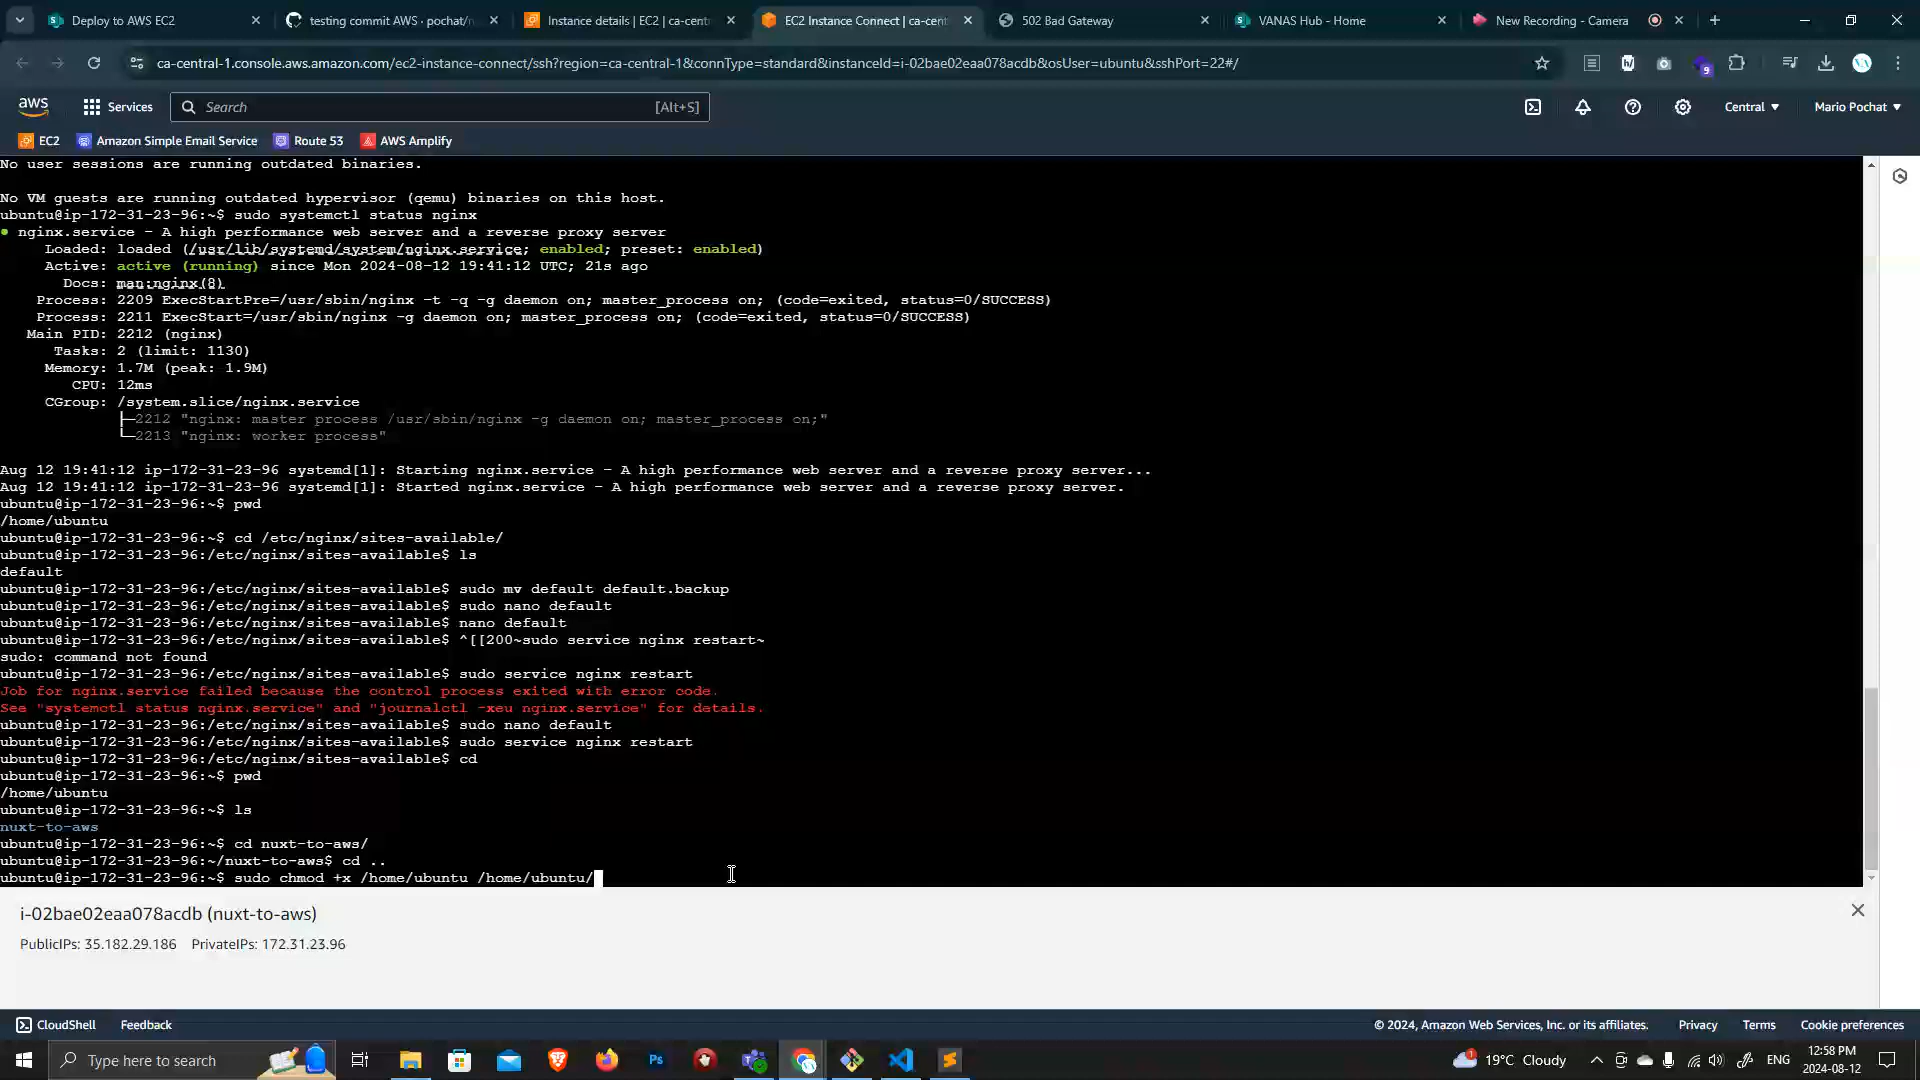 Deploy to AWS EC2
testing commit AWS · pochat/n
Instance details | EC2 | ca-centr
EC2 Instance Connect | ca-cent
502 Bad Gateway
VANAS Hub - Home
New Recording - Camera
ca-central-1.console.aws.amazon.com/ec2-instance-connect/ssh?region=ca-central-1&connType=standard&instanceId=i-02bae02eaa078acdb&osUser=ubuntu&sshPort=22#/
9
aws
Services
Search
[Alt+S]
Central
Mario Pochat
EC2
Amazon Simple Email Service
Route 53
AWS Amplify
No user sessions are running outdated binaries.
No VM guests are running outdated hypervisor (qemu) binaries on this host.
ubuntu@ip-172-31-23-96:~$ sudo systemctl status nginx
● nginx.service - A high performance web server and a reverse proxy server
Loaded: loaded (/usr/lib/systemd/system/nginx.service; enabled; preset: enabled)
Active: active (running) since Mon 2024-08-12 19:41:12 UTC; 21s ago
Docs: man:nginx(8)
Process: 2209 ExecStartPre=/usr/sbin/nginx -t -q -g daemon on; master_process on; (code=exited, status=0/SUCCESS)
Process: 2211 ExecStart=/usr/sbin/nginx -g daemon on; master_process on; (code=exited, status=0/SUCCESS)
Main PID: 2212 (nginx)
Tasks: 2 (limit: 1130)
Memory: 1.7M (peak: 1.9M)
CPU: 12ms
CGroup: /system.slice/nginx.service
├─2212 "nginx: master process /usr/sbin/nginx -g daemon on; master_process on;"
└─2213 "nginx: worker process"
Aug 12 19:41:12 ip-172-31-23-96 systemd[1]: Starting nginx.service - A high performance web server and a reverse proxy server...
Aug 12 19:41:12 ip-172-31-23-96 systemd[1]: Started nginx.service - A high performance web server and a reverse proxy server.
ubuntu@ip-172-31-23-96:~$ pwd
/home/ubuntu
ubuntu@ip-172-31-23-96:~$ cd /etc/nginx/sites-available/
ubuntu@ip-172-31-23-96:/etc/nginx/sites-available$ ls
default
ubuntu@ip-172-31-23-96:/etc/nginx/sites-available$ sudo mv default default.backup
ubuntu@ip-172-31-23-96:/etc/nginx/sites-available$ sudo nano default
ubuntu@ip-172-31-23-96:/etc/nginx/sites-available$ nano default
ubuntu@ip-172-31-23-96:/etc/nginx/sites-available$ ^[[200~sudo service nginx restart~
sudo: command not found
ubuntu@ip-172-31-23-96:/etc/nginx/sites-available$ sudo service nginx restart
Job for nginx.service failed because the control process exited with error code.
See "systemctl status nginx.service" and "journalctl -xeu nginx.service" for details.
ubuntu@ip-172-31-23-96:/etc/nginx/sites-available$ sudo nano default
ubuntu@ip-172-31-23-96:/etc/nginx/sites-available$ sudo service nginx restart
ubuntu@ip-172-31-23-96:/etc/nginx/sites-available$ cd
ubuntu@ip-172-31-23-96:~$ pwd
/home/ubuntu
ubuntu@ip-172-31-23-96:~$ ls
nuxt-to-aws
ubuntu@ip-172-31-23-96:~$ cd nuxt-to-aws/
ubuntu@ip-172-31-23-96:~/nuxt-to-aws$ cd ..
ubuntu@ip-172-31-23-96:~$ sudo chmod +x /home/ubuntu /home/ubuntu/
i-02bae02eaa078acdb (nuxt-to-aws)
PublicIPs: 35.182.29.186 PrivateIPs: 172.31.23.96
CloudShell
Feedback
© 2024, Amazon Web Services, Inc. or its affiliates.
Privacy
Terms
Cookie preferences
Type here to search
Ps
19°C Cloudy
ENG
12:58 PM
2024-08-12